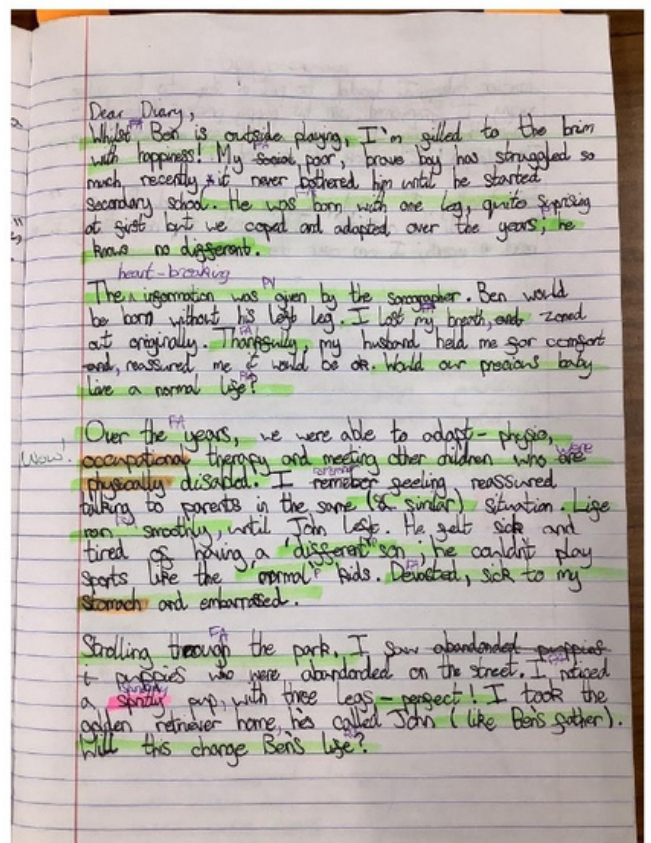 Dear Diary,
Whilst Ben is outside playing, I'm filled to the brim
with happiness! My social, poor, brave boy has struggled so
much, recently * it never bothered him until he started
secondary school. He was born with one leg, quite suprising
at first but we coped and adapted, over the years; he
knows no different.
heart-breaking
The information was given by the sonographer. Ben would
be born without his left leg. I lost my breath, and zoned
out originally. Thankfully, my husband held me for comfort
and, reassured me it would be ok. Would our precious baby
live a normal life?
Over the years, we were able to adapt - physio,
were
Wow! occupational therapy and meeting other children who are
physically disabled. I remeber feeling reassured
talking to parents in the same (& similar) situation. Life
ran smoothly, until John left. He felt sick and
tired of having a 'different' son; he couldn't play
sports like the 'normal' kids. Devasted, sick to my
stomach and embarrased.
Strolling through the park, I saw abandonded puppies
puppies who were abandonded on the street. I noticed
a pup, with three legs - perfect! I took the
golden retriever home, he's called John (like Ben's father).
Will this change Ben's life?